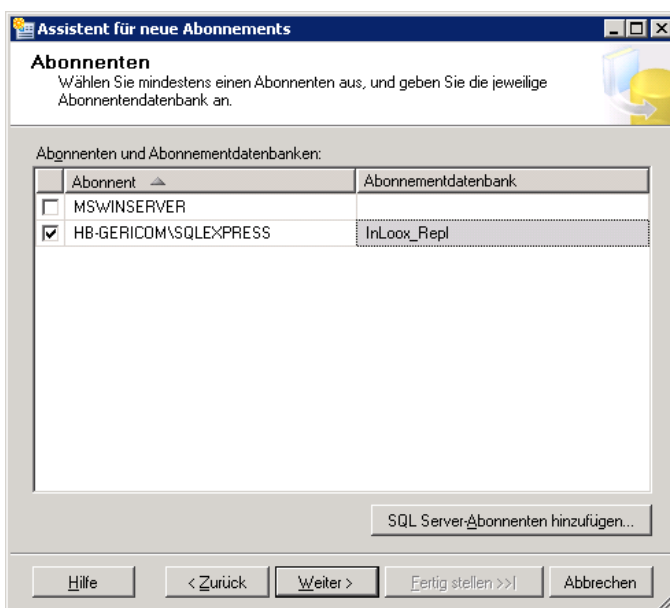 Assistent für neue Abonnements
Abonnenten
Wählen Sie mindestens einen Abonnenten aus, und geben Sie die jeweilige
Abonnentendatenbank an.
Abonnenten und Abonnementdatenbanken:
Abonnent Abonnementdatenbank
MSWINSERVER
HB-GERICOM\SQLEXPRESS InLoox_Repl
SQL Server-Abonnenten hinzufügen...
Hilfe < Zurück Weiter > Fertig stellen >>| Abbrechen